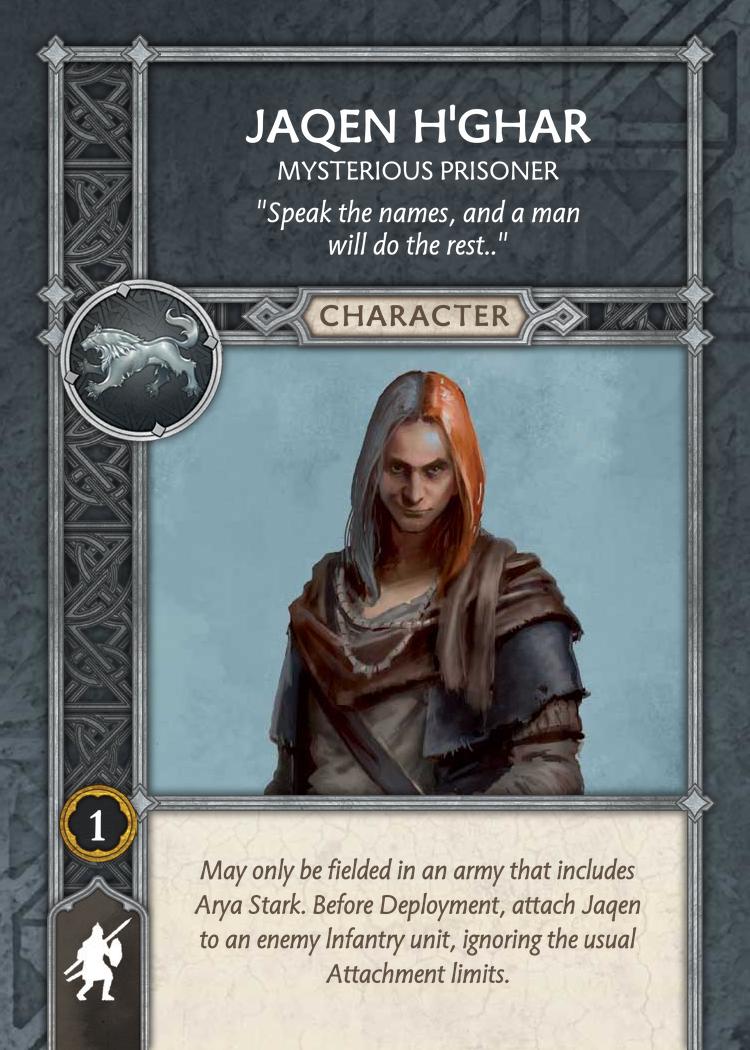 JAQEN H'GHAR
MYSTERIOUS PRISONER
"Speak the names, and a man
will do the rest.."
CHARACTER
1
May only be fielded in an army that includes
Arya Stark. Before Deployment, attach Jaqen
to an enemy Infantry unit, ignoring the usual
Attachment limits.